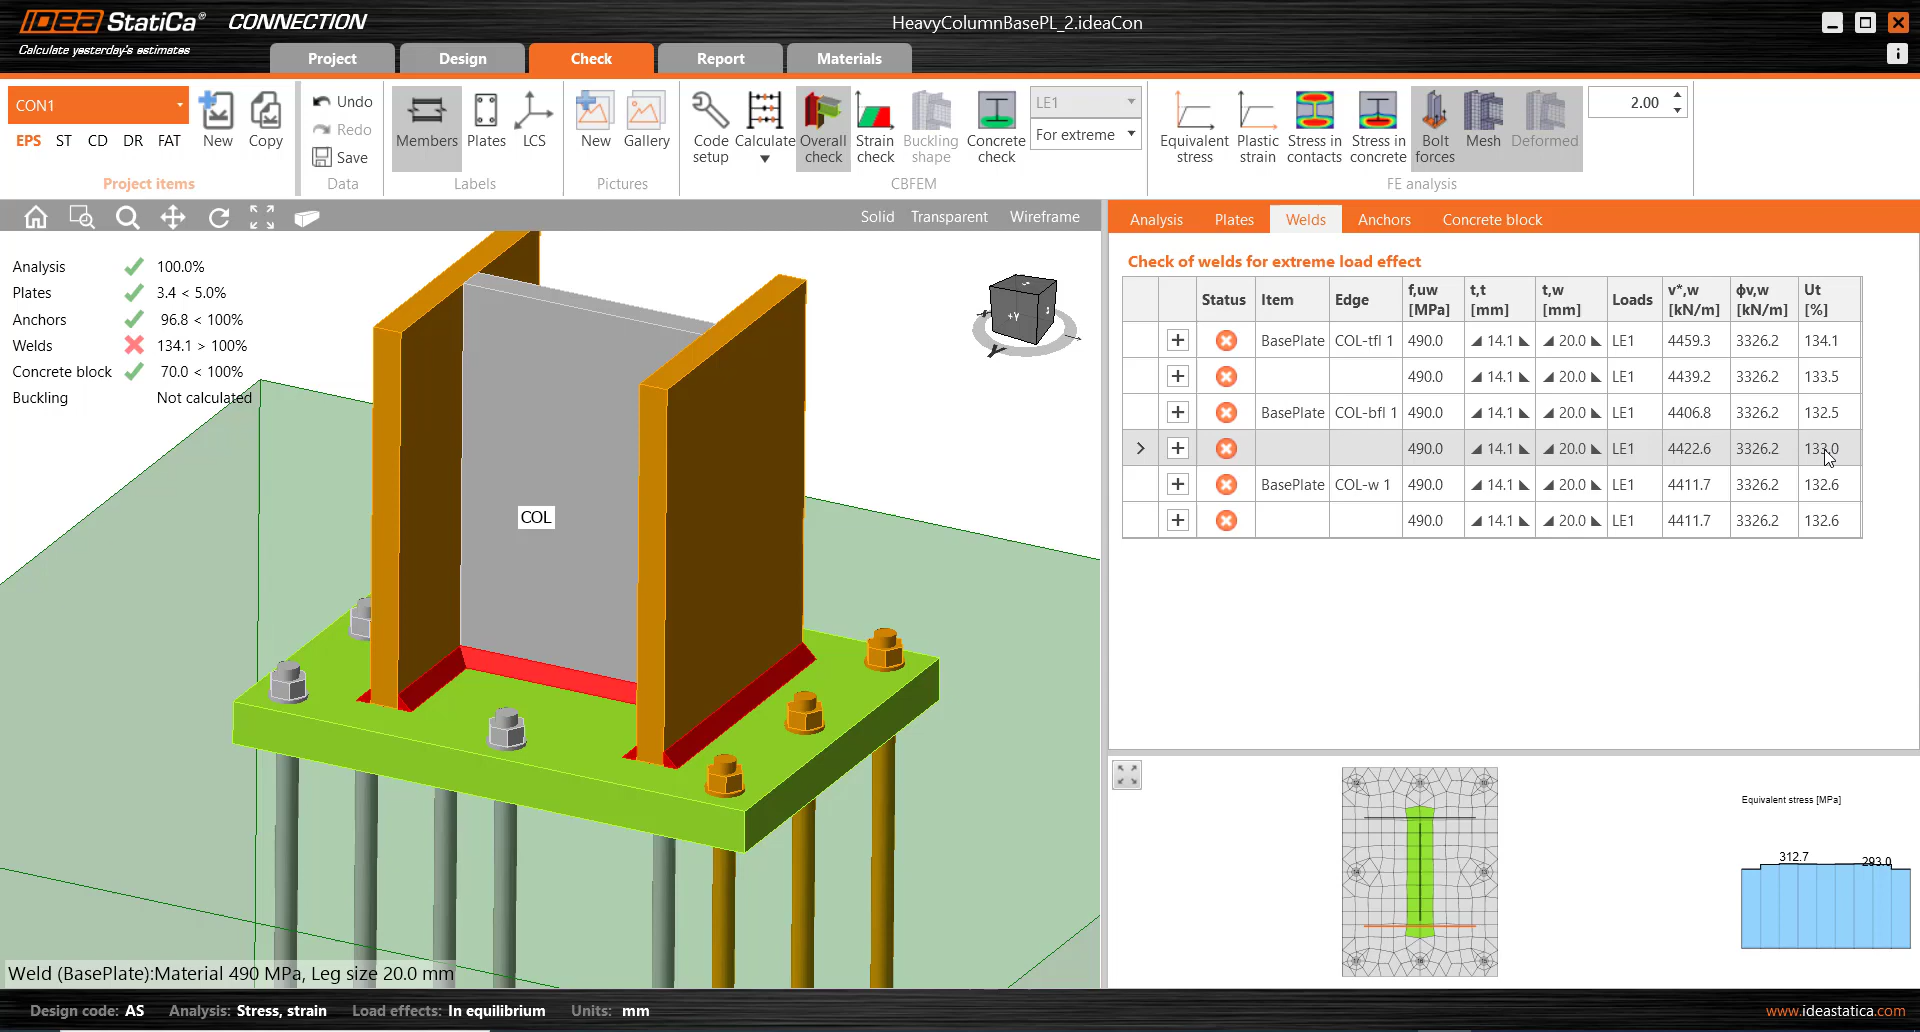 IDEA StatiCa® CONNECTION
Calculate yesterday's estimates
HeavyColumnBasePL_2.ideaCon
Project Design Check Report Materials
CON1
EPS ST CD DR FAT
New Copy
Project items
Undo
Redo
Save
Data
Members Plates LCS
Labels
New Gallery
Pictures
Code setup Calculate Overall check Strain check Buckling shape Concrete check
LE1
For extreme
CBFEM
Equivalent stress Plastic strain Stress in contacts Stress in concrete Bolt forces Mesh Deformed
2.00
FE analysis
Solid Transparent Wireframe
Analysis 100.0%
Plates 3.4 < 5.0%
Anchors 96.8 < 100%
Welds 134.1 > 100%
Concrete block 70.0 < 100%
Buckling Not calculated
+Y
COL
Weld (BasePlate):Material 490 MPa, Leg size 20.0 mm
Analysis Plates Welds Anchors Concrete block
Check of welds for extreme load effect
Status Item Edge f,uw [MPa] t,t [mm] t,w [mm] Loads v*,w [kN/m] ϕv,w [kN/m] Ut [%]
BasePlate COL-tfl 1 490.0 ◢ 14.1 ◣ ◢ 20.0 ◣ LE1 4459.3 3326.2 134.1
490.0 ◢ 14.1 ◣ ◢ 20.0 ◣ LE1 4439.2 3326.2 133.5
BasePlate COL-bfl 1 490.0 ◢ 14.1 ◣ ◢ 20.0 ◣ LE1 4406.8 3326.2 132.5
490.0 ◢ 14.1 ◣ ◢ 20.0 ◣ LE1 4422.6 3326.2 133.0
BasePlate COL-w 1 490.0 ◢ 14.1 ◣ ◢ 20.0 ◣ LE1 4411.7 3326.2 132.6
490.0 ◢ 14.1 ◣ ◢ 20.0 ◣ LE1 4411.7 3326.2 132.6
Equivalent stress [MPa]
312.7 293.0
Design code: AS Analysis: Stress, strain Load effects: In equilibrium Units: mm
www.ideastatica.com